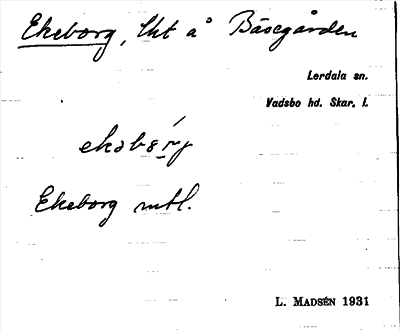 Ekeborg, lht å Båsegården
Lerdala sn.
Vadsbo hd. Skar. l.
Ekeborg mtl.
L. MADSÉN 1931